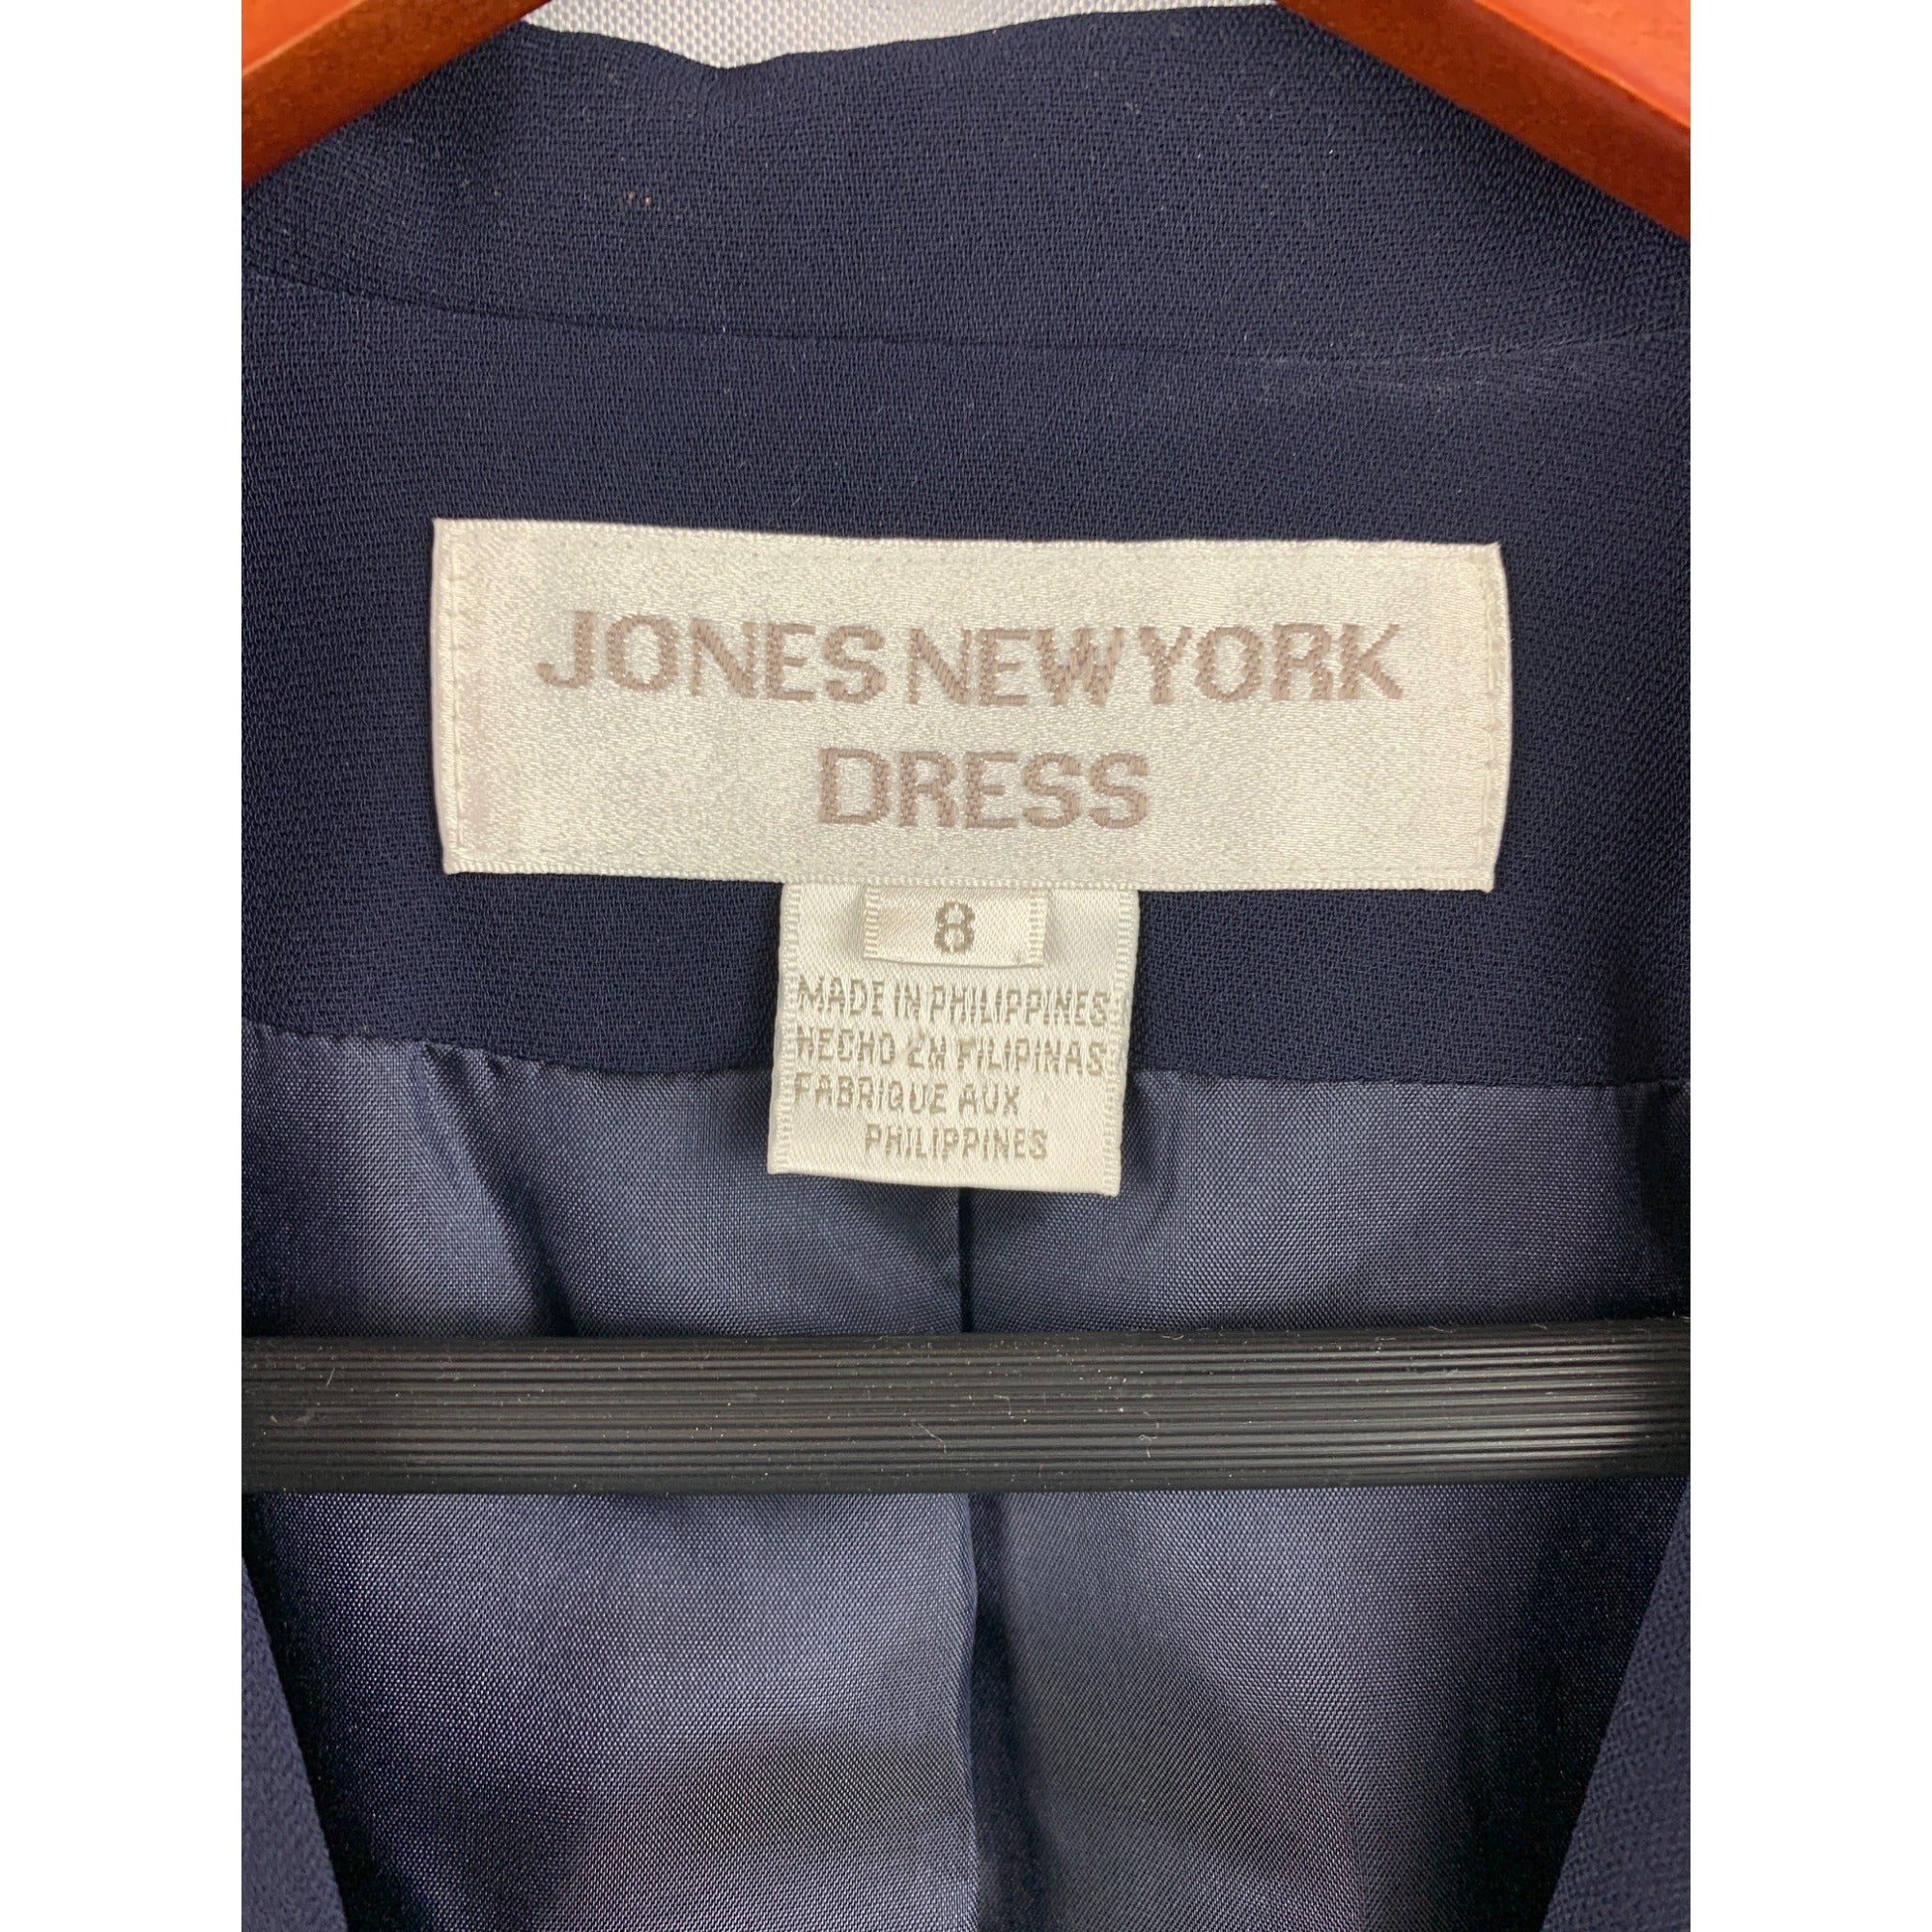 JONES NEW YORK
DRESS
8
MADE IN PHILIPPINES
HECHO EN FILIPINAS
FABRIQUE AUX
PHILIPPINES